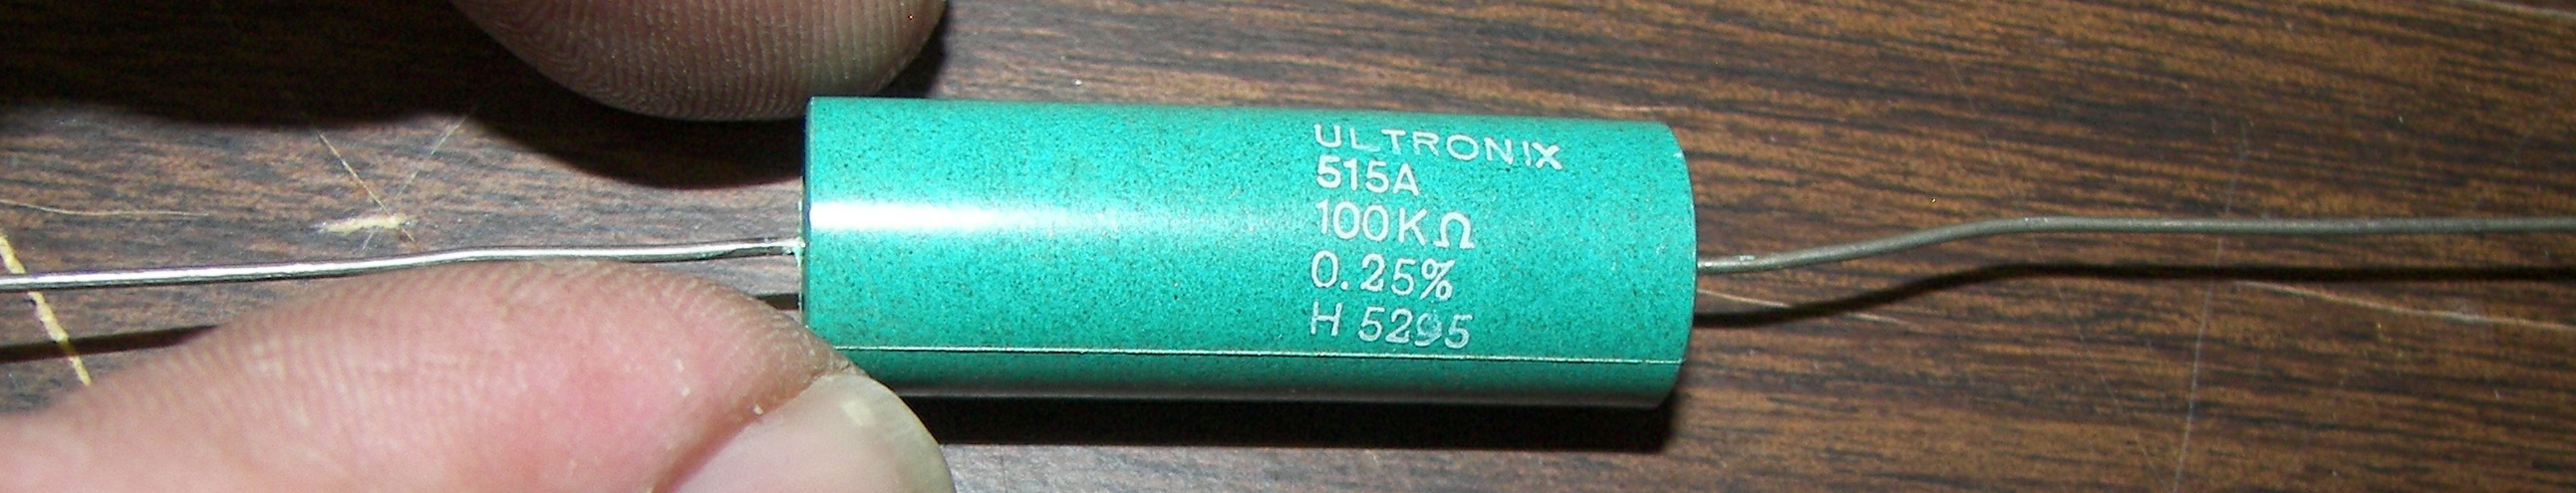 ULTRONIX
515A
100KΩ
0.25%
H 5295